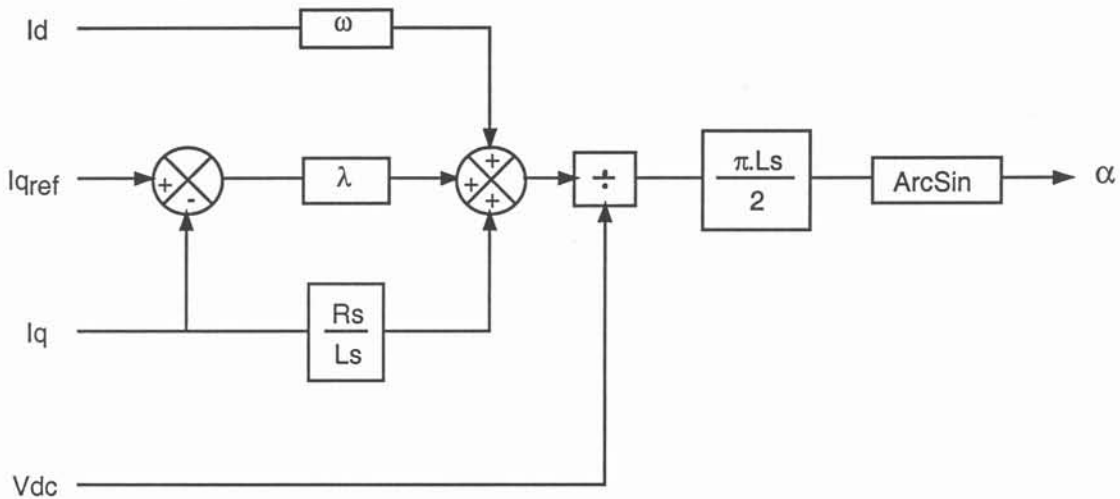 Id
ω
Iqref
+
-
λ
+
+
+
÷
π.Ls
2
ArcSin
α
Iq
Rs
Ls
Vdc